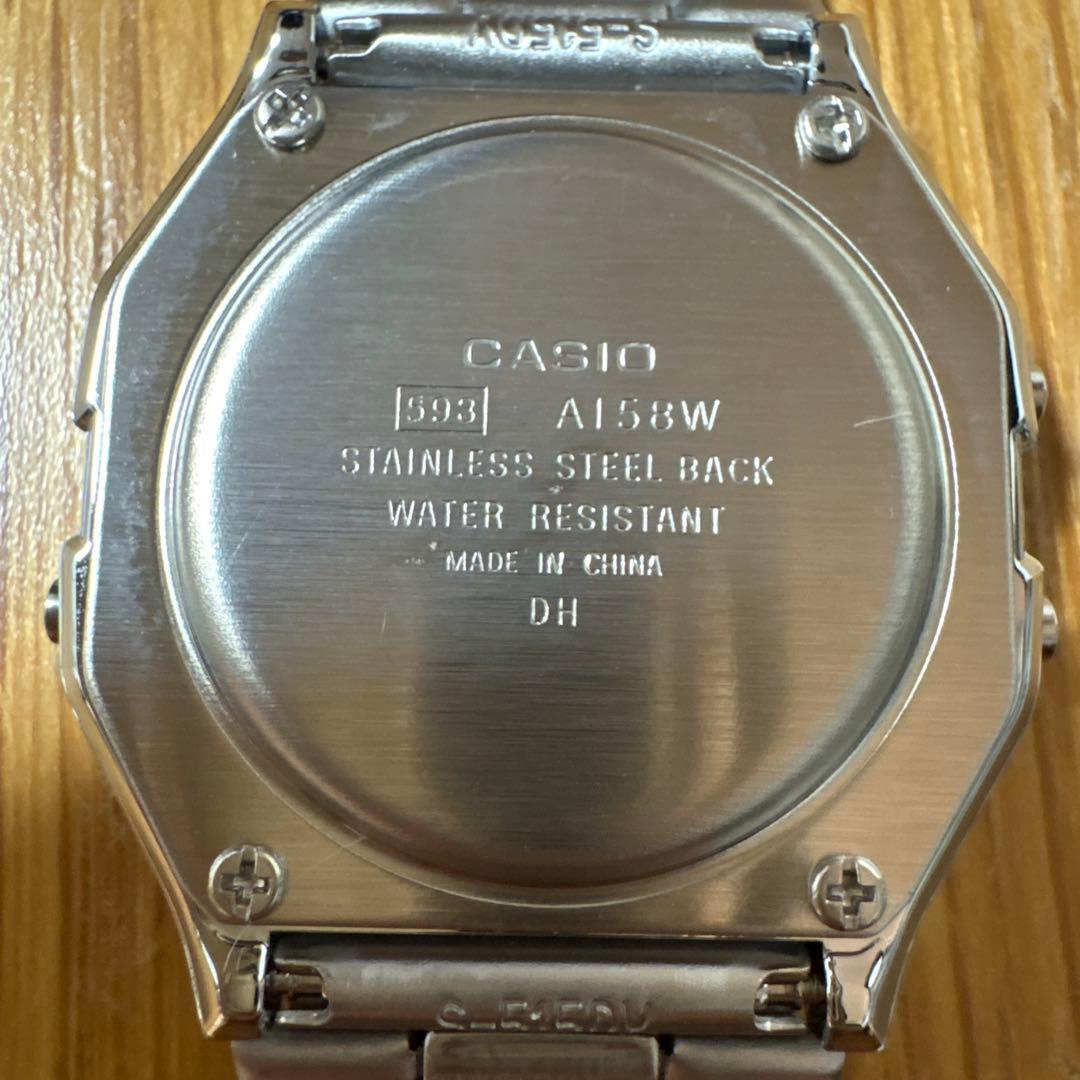 CASIO
593 A158W
STAINLESS STEEL BACK
WATER RESISTANT
MADE IN CHINA
DH